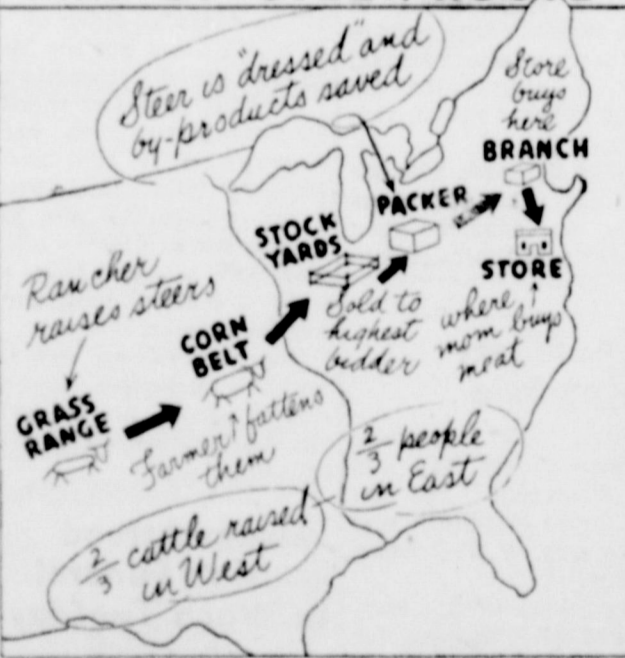 Steer is "dressed" and
by-products saved
Store
buys
here
BRANCH
PACKER
STOCK
YARDS
STORE
Rancher
raises steers
Sold to
highest
bidder
where
mom buys
meat
CORN
BELT
GRASS
RANGE
Farmer fattens
them
2/3 people
in East
2/3 cattle raised
in West